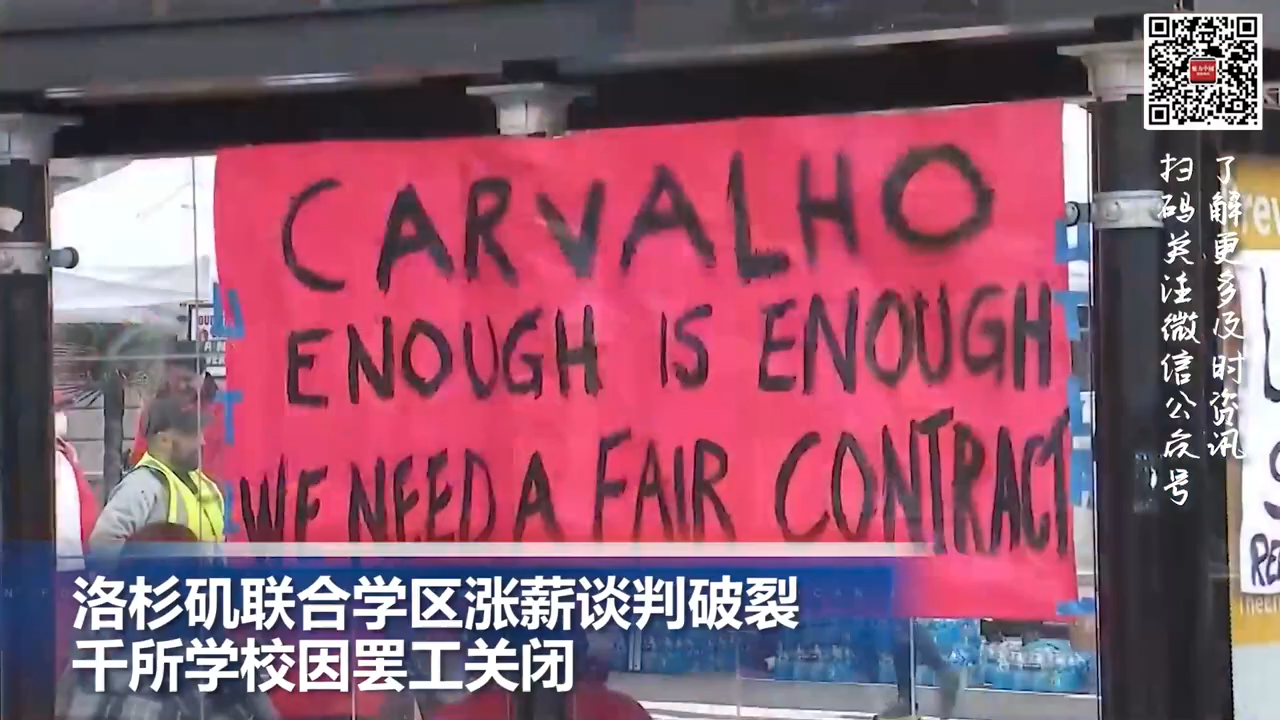 CARVALHO
ENOUGH IS ENOUGH
WE NEED A FAIR CONTRACT
了解更多及时资讯
扫码关注微信公众号
洛杉矶联合学区涨薪谈判破裂
千所学校因罢工关闭